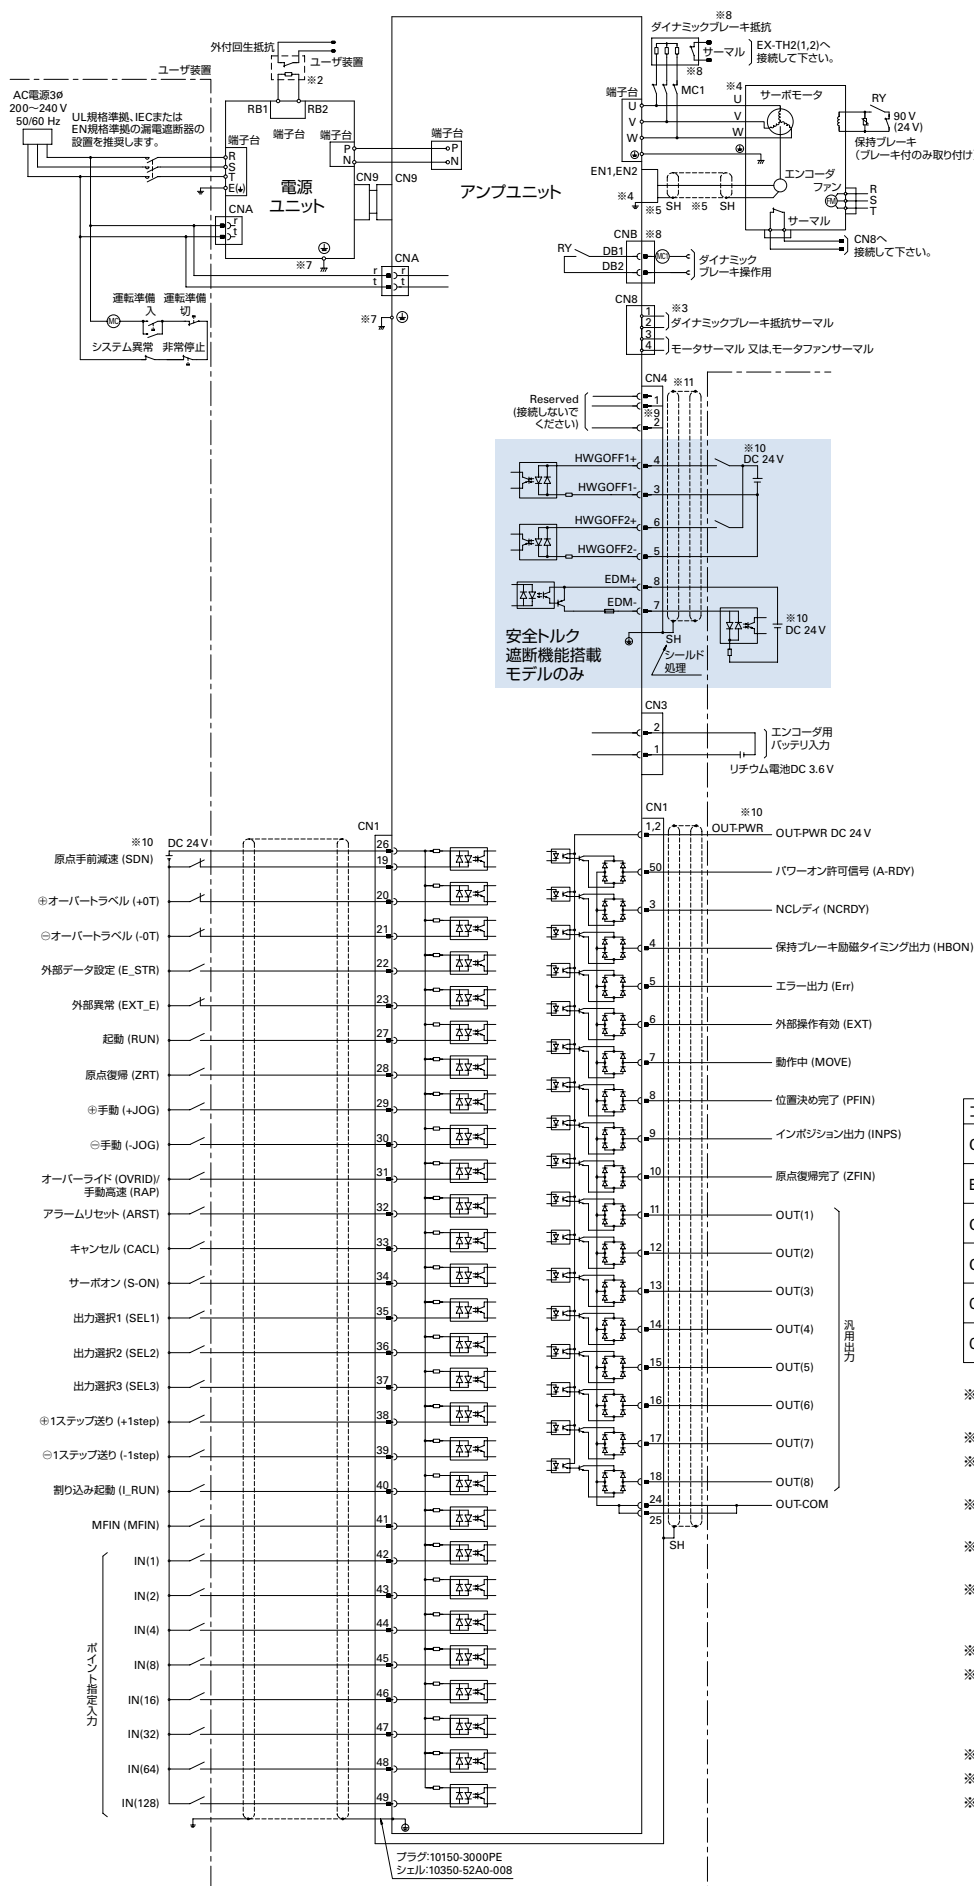 ※8
ダイナミックブレーキ抵抗
サーマル
EX-TH2(1,2)へ
接続して下さい。
※8
MC1
外付回生抵抗
ユーザ装置
※2
RB1
RB2
ユーザ装置
AC電源3ø
200～240V
50/60 Hz
UL規格準拠、IECまたは
EN規格準拠の漏電遮断器の
設置を推奨します。
端子台
R
S
T
E
端子台
端子台
P
N
端子台
P
N
CN9
CN9
電源
ユニット
アンプユニット
CNA
r
t
※7
CNA
r
t
r
t
※7
運転準備
入
運転準備
切
MC
システム異常
非常停止
端子台
U
V
W
※4
U
V
W
サーボモータ
RY
90V
(24V)
保持ブレーキ
(ブレーキ付のみ取り付け)
EN1,EN2
※4
※5
SH
※5
SH
エンコーダ
ファン
FM
R
S
T
サーマル
CN8へ
接続して下さい。
CNB
※8
RY
DB1
DB2
MC1
ダイナミック
ブレーキ操作用
CN8
※3
1
2
3
4
ダイナミックブレーキ抵抗サーマル
モータサーマル 又は,モータファンサーマル
CN4
※11
Reserved
(接続しないで
ください)
1
※9
2
HWGOFF1+
4
HWGOFF1-
3
※10
DC 24V
HWGOFF2+
6
HWGOFF2-
5
EDM+
8
EDM-
7
※10
DC 24V
安全トルク
遮断機能搭載
モデルのみ
SH
シールド
処理
CN3
2
1
エンコーダ用
バッテリ入力
リチウム電池DC 3.6V
CN1
※10
DC 24V
原点手前減速 (SDN)
26
19
⊕オーバートラベル (+0T)
20
⊖オーバートラベル (-0T)
21
外部データ設定 (E_STR)
22
外部異常 (EXT_E)
23
起動 (RUN)
27
原点復帰 (ZRT)
28
⊕手動 (+JOG)
29
⊖手動 (-JOG)
30
オーバーライド (OVRID)/
手動高速 (RAP)
31
アラームリセット (ARST)
32
キャンセル (CACL)
33
サーボオン (S-ON)
34
出力選択1 (SEL1)
35
出力選択2 (SEL2)
36
出力選択3 (SEL3)
37
⊕1ステップ送り (+1step)
38
⊖1ステップ送り (-1step)
39
割り込み起動 (I_RUN)
40
MFIN (MFIN)
41
ポイント指定入力
IN(1)
42
IN(2)
43
IN(4)
44
IN(8)
45
IN(16)
46
IN(32)
47
IN(64)
48
IN(128)
49
プラグ:10150-3000PE
シェル:10350-52A0-008
CN1
※10
1,2
OUT-PWR
OUT-PWR DC 24V
50
パワーオン許可信号 (A-RDY)
3
NCレディ (NCRDY)
4
保持ブレーキ励磁タイミング出力 (HBON)
5
エラー出力 (Err)
6
外部操作有効 (EXT)
7
動作中 (MOVE)
8
位置決め完了 (PFIN)
9
インポジション出力 (INPS)
10
原点復帰完了 (ZFIN)
11
OUT(1)
12
OUT(2)
13
OUT(3)
14
OUT(4)
15
OUT(5)
16
OUT(6)
17
OUT(7)
18
OUT(8)
汎用出力
24
OUT-COM
25
SH
※
※
※
※
※
※
※
※
※
※
※